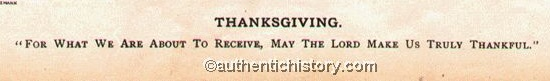 THANKSGIVING.
"FOR WHAT WE ARE ABOUT TO RECEIVE, MAY THE LORD MAKE US TRULY THANKFUL."
©authentichistory.com